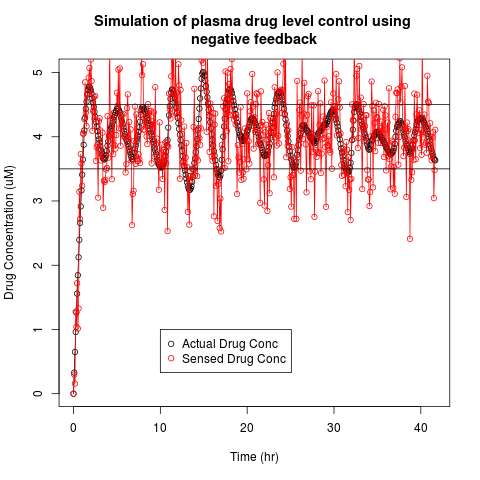 Simulation of plasma drug level control using
negative feedback
Drug Concentration (uM)
5
4
3
2
1
0
Actual Drug Conc
Sensed Drug Conc
0 10 20 30 40
Time (hr)